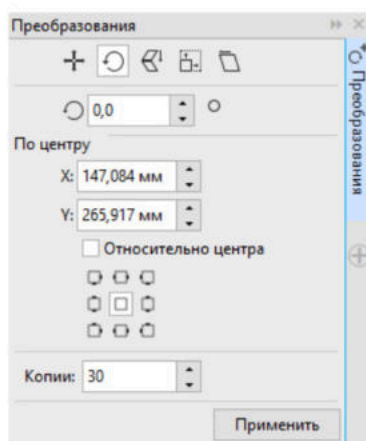 Преобразования
0,0 °
По центру
X: 147,084 мм
Y: 265,917 мм
Относительно центра
Копии: 30
Применить
Преобразования